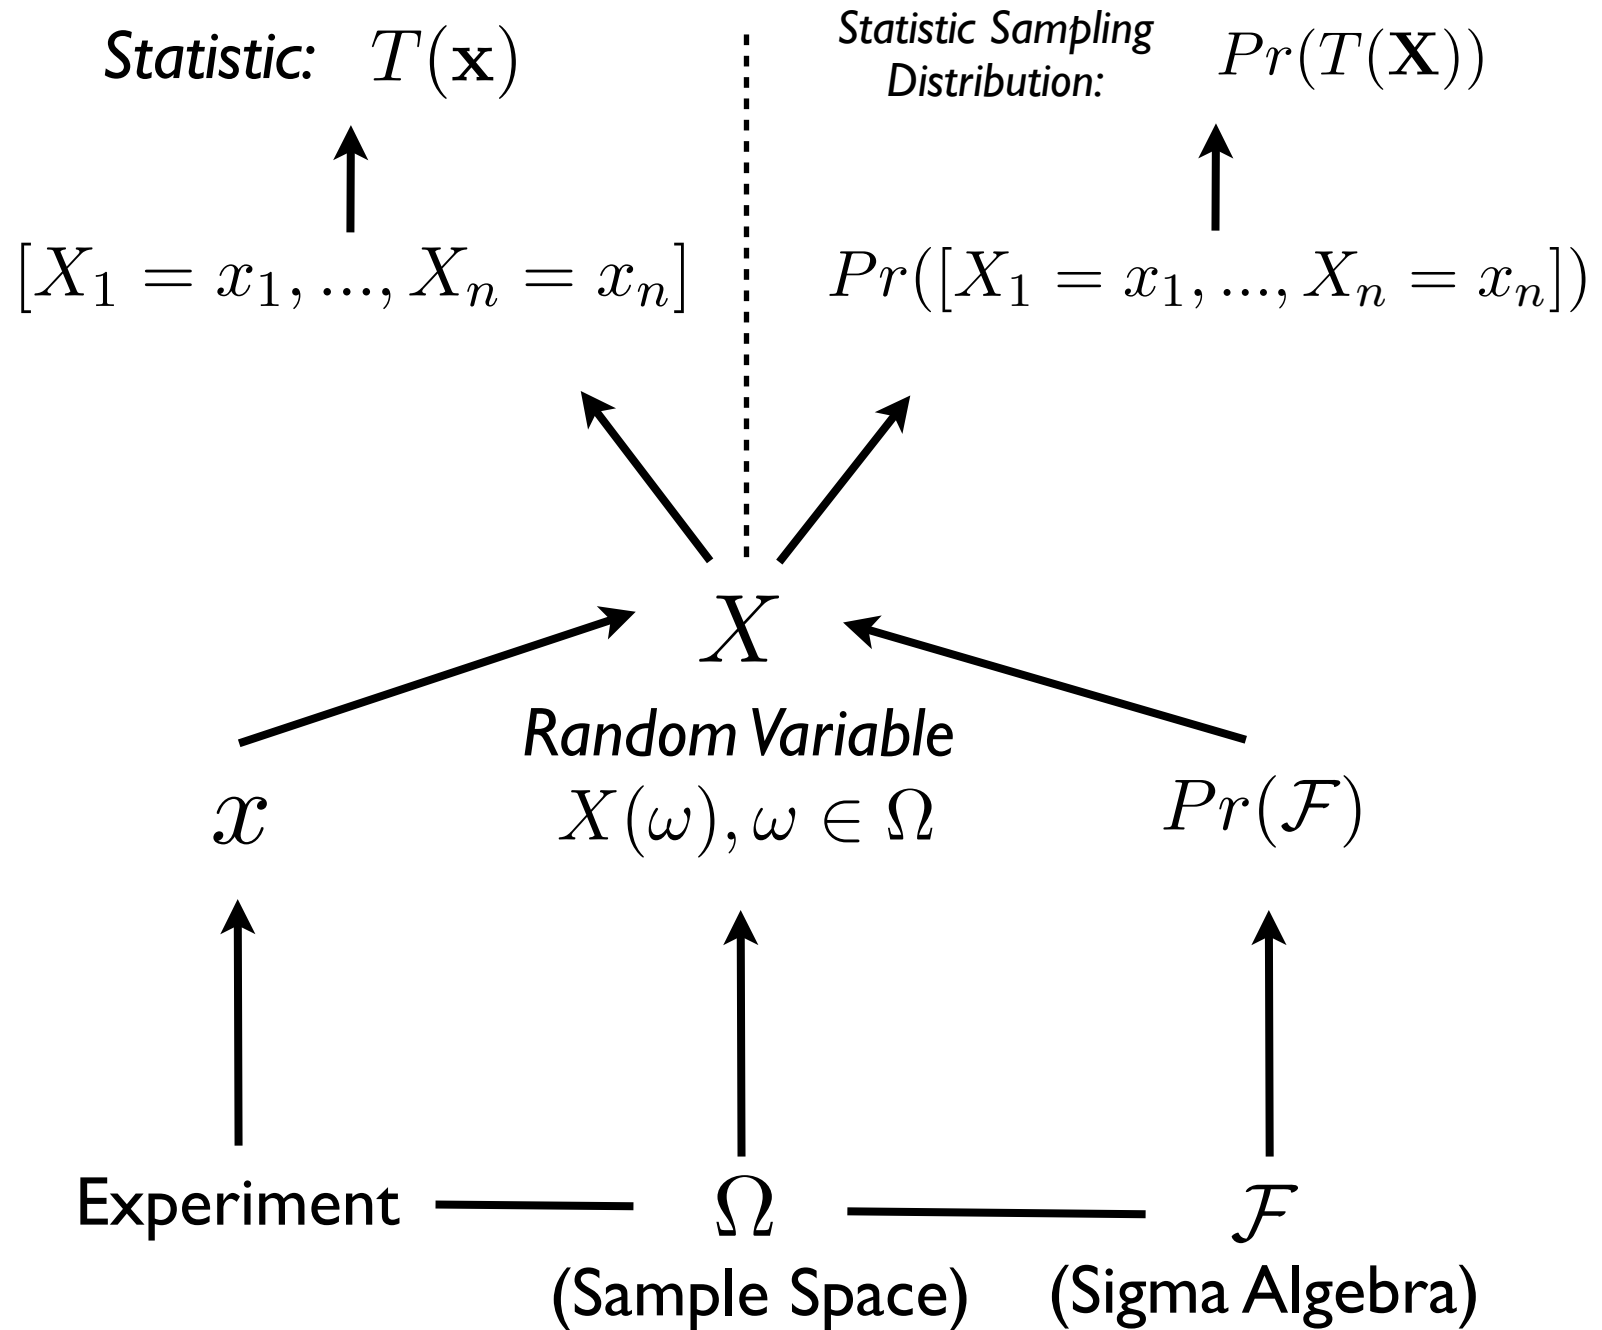 Statistic: T(𝐱)
Statistic Sampling
Distribution:
Pr(T(𝐗))
[X₁ = x₁, ..., Xₙ = xₙ]
Pr([X₁ = x₁, ..., Xₙ = xₙ])
X
Random Variable
x
X(ω), ω ∈ Ω
Pr(ℱ)
Experiment
Ω
ℱ
(Sample Space)
(Sigma Algebra)